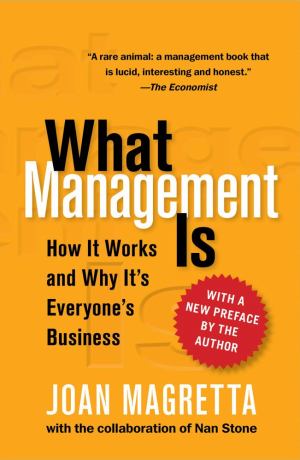 “A rare animal: a management book that
is lucid, interesting and honest.”
—The Economist
What
Management
Is
How It Works
and Why It’s
Everyone’s
Business
WITH A
NEW PREFACE
BY THE
AUTHOR
JOAN MAGRETTA
with the collaboration of Nan Stone